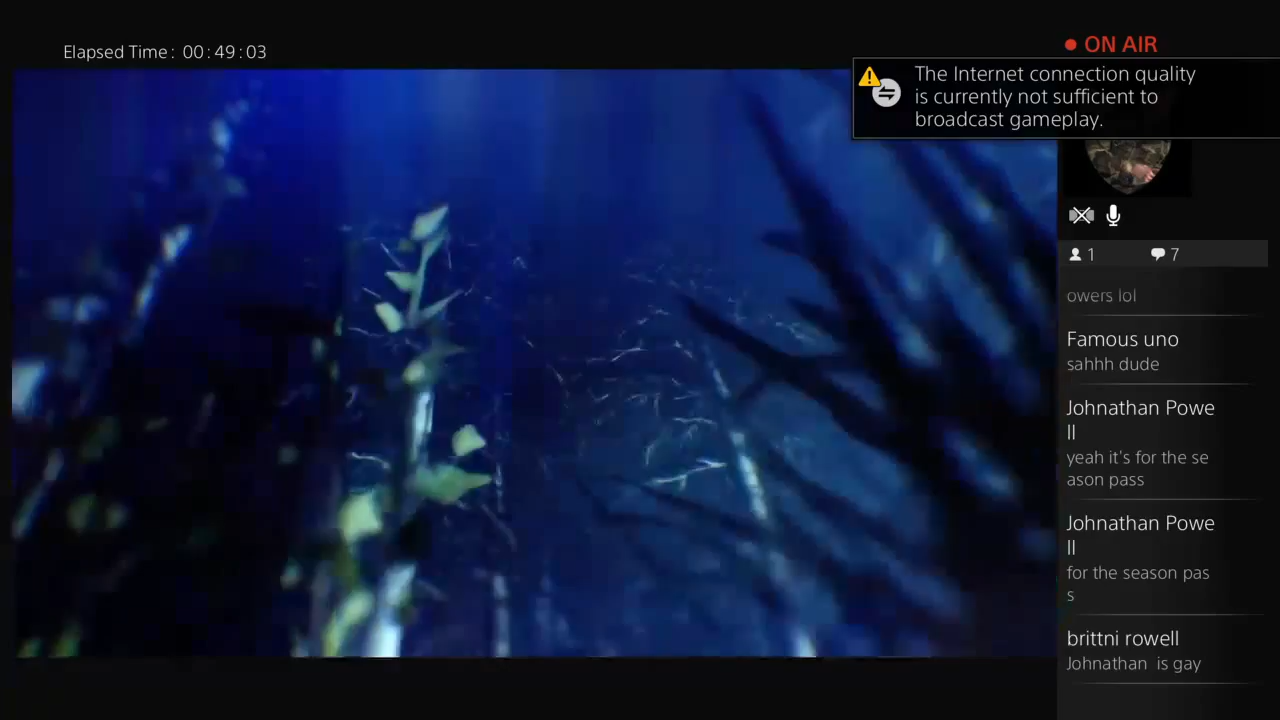 Elapsed Time: 00:49:03
ON AIR
The Internet connection quality
is currently not sufficient to
broadcast gameplay.
1
7
owers lol
Famous uno
sahhh dude
Johnathan Powe
ll
yeah it's for the se
ason pass
Johnathan Powe
ll
for the season pas
s
brittni rowell
Johnathan is gay